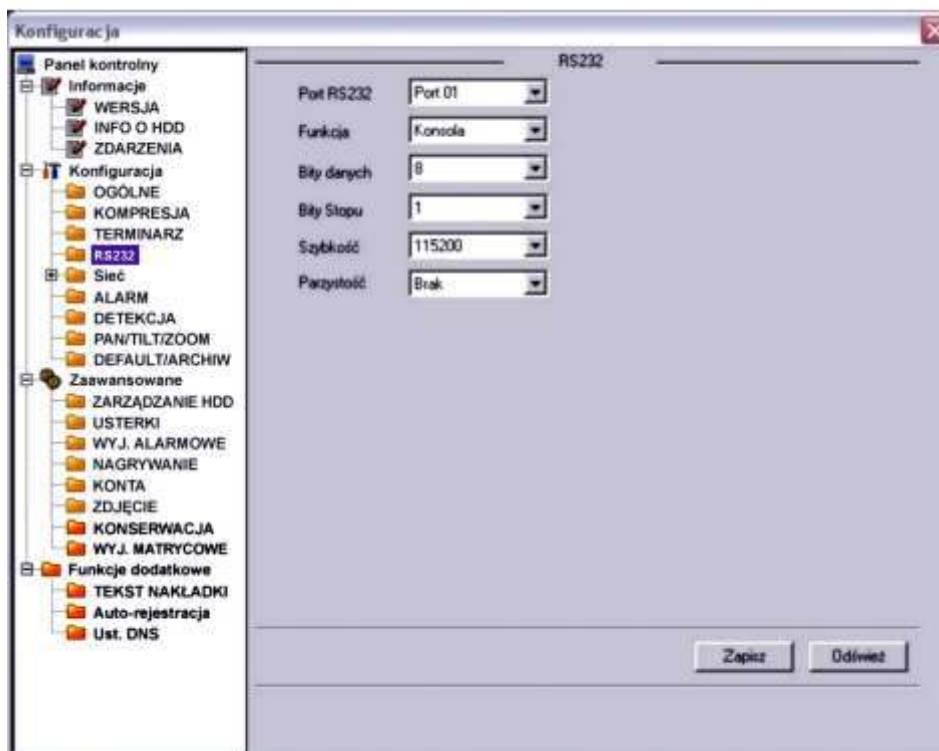 Konfiguracja
Panel kontrolny
Informacje
WERSJA
INFO O HDD
ZDARZENIA
Konfiguracja
OGÓLNE
KOMPRESJA
TERMINARZ
RS232
Sieć
ALARM
DETEKCJA
PAN/TILT/ZOOM
DEFAULT/ARCHIW
Zaawansowane
ZARZĄDZANIE HDD
USTERKI
WYJ. ALARMOWE
NAGRYWANIE
KONTA
ZDJĘCIE
KONSERWACJA
WYJ. MATRYCOWE
Funkcje dodatkowe
TEKST NAKŁADKI
Auto-rejestracja
Ust. DNS
RS232
Port RS232 Port 01
Funkcja Konsola
Bity danych 8
Bity Stopu 1
Szybkość 115200
Parzystość Brak
Zapisz Odśwież